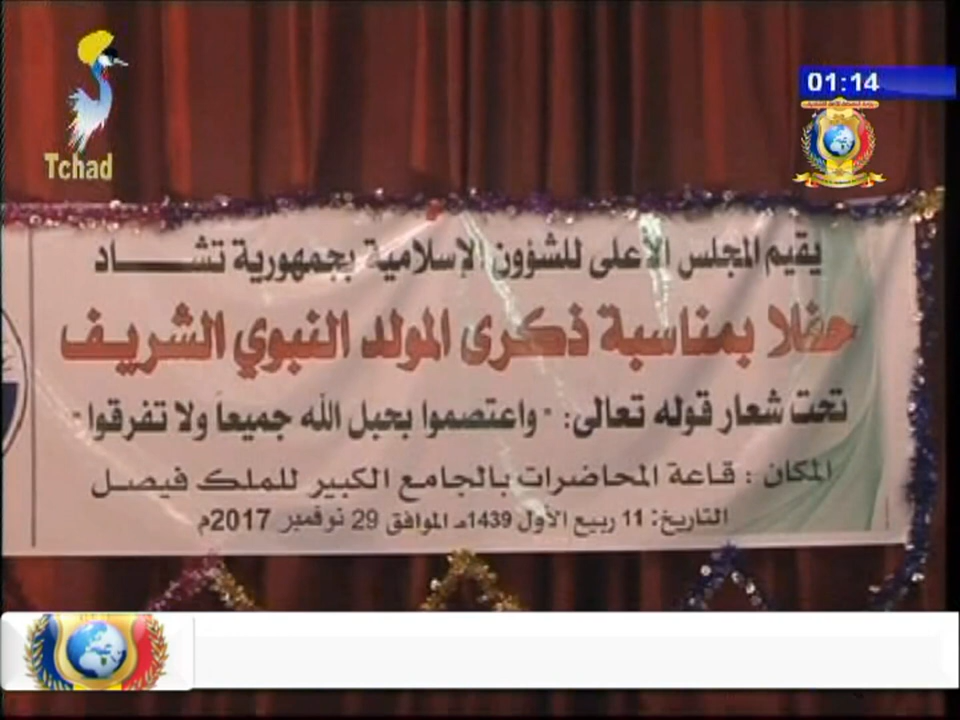 Tchad
01:14
يقيم المجلس الأعلى للشؤون الإسلامية بجمهورية تشـــــاد
حفلا بمناسبة ذكرى المولد النبوي الشريف
تحت شعار قوله تعالى: "واعتصموا بحبل الله جميعاً ولا تفرقوا"
المكان : قاعة المحاضرات بالجامع الكبير للملك فيصل
التاريخ: 11 ربيع الأول 1439هـ الموافق 29 نوفمبر 2017م